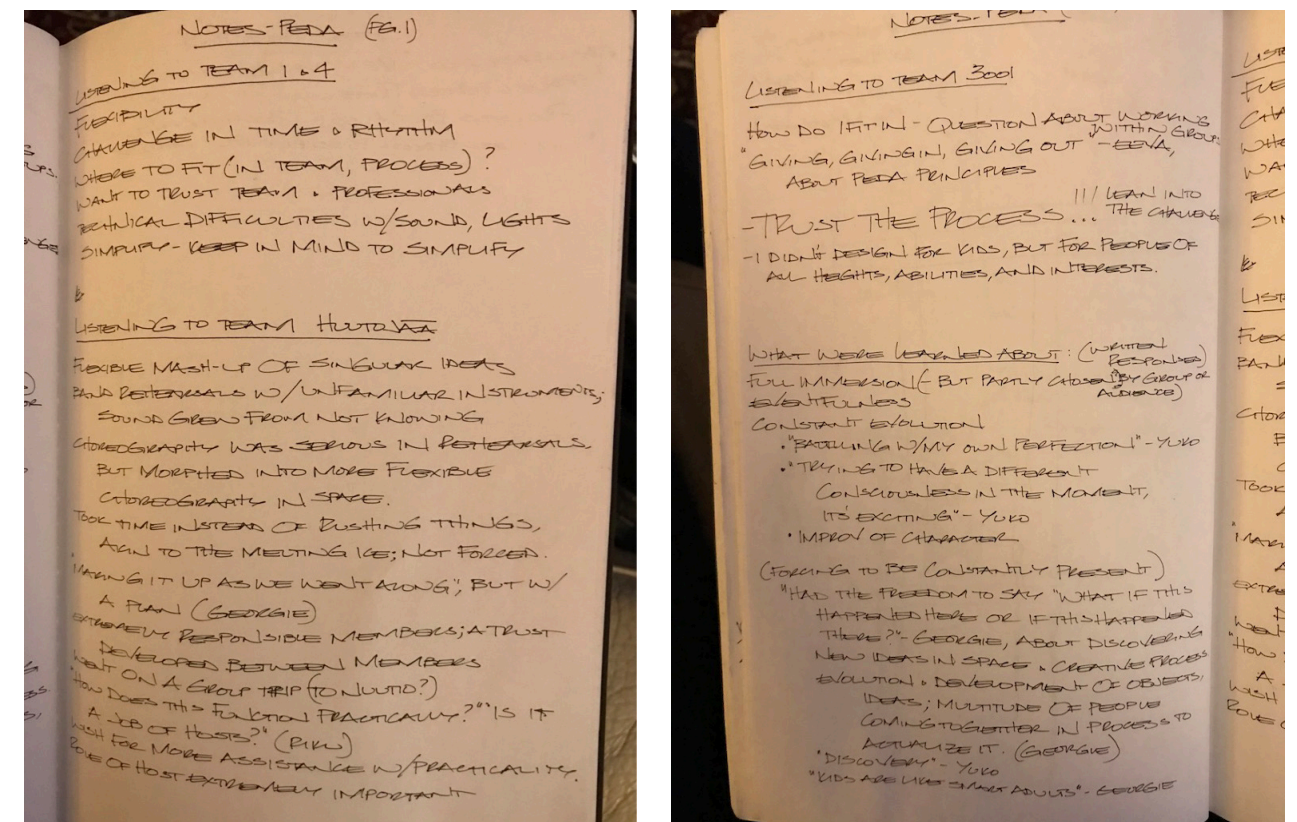 NOTES-PEDA (PG.1)
LISTENING TO TEAM 1 & 4
FLEXIBILITY
CHALLENGE IN TIME & RHYTHM
WHERE TO FIT (IN TEAM, PROCESS) ?
WANT TO TRUST TEAM & PROFESSIONALS
TECHNICAL DIFFICULTIES W/SOUND, LIGHTS
SIMPLIFY - KEEP IN MIND TO SIMPLIFY
LISTENING TO TEAM
FLEXIBLE MASH-UP OF SINGULAR IDEAS
BAND REHEARSALS W/UNFAMILIAR INSTRUMENTS;
SOUND GREW FROM NOT KNOWING
CHOREOGRAPHY WAS SERIOUS IN REHEARSALS,
BUT MORPHED INTO MORE FLEXIBLE
CHOREOGRAPHY IN SPACE.
TOOK TIME INSTEAD OF RUSHING THINGS,
AKIN TO THE MELTING ICE; NOT FORCED.
"MAKING IT UP AS WE WENT ALONG", BUT W/
A PLAN (GEORGIE)
EXTREMELY RESPONSIBLE MEMBERS; A TRUST
DEVELOPED BETWEEN MEMBERS
WENT ON A GROUP TRIP (TO NUUTIO?)
"HOW DOES THIS FUNCTION PRACTICALLY?" "IS IT
A JOB OF HOSTS?" (RIKU)
WISH FOR MORE ASSISTANCE W/PRACTICALITY.
ROLE OF HOST EXTREMELY IMPORTANT
NOTES-PEDA
LISTENING TO TEAM 3001
HOW DO I FIT IN - QUESTION ABOUT WORKING
WITHIN GROUP
"GIVING, GIVING IN, GIVING OUT" - EEVA,
ABOUT PEDA PRINCIPLES
-TRUST THE PROCESS... !!! LEAN INTO
THE CHALLENGE
-I DIDN'T DESIGN FOR KIDS, BUT FOR PEOPLE OF
ALL HEIGHTS, ABILITIES, AND INTERESTS.
WHAT WERE LEARNED ABOUT: (WRITTEN
RESPONSES)
FULL IMMERSION (- BUT PARTLY CHOSEN BY GROUP OR
AUDIENCE)
EVENTFULNESS
CONSTANT EVOLUTION
• "BATTLING W/MY OWN PERFECTION" - YUKO
• "TRYING TO HAVE A DIFFERENT
CONSCIOUSNESS IN THE MOMENT,
ITS' EXCITING" - YUKO
• IMPROV OF CHARACTER
(FORCING TO BE CONSTANTLY PRESENT)
"HAD THE FREEDOM TO SAY "WHAT IF THIS
HAPPENED HERE OR IF THIS HAPPENED
THERE?" - GEORGIE, ABOUT DISCOVERING
NEW IDEAS IN SPACE & CREATIVE PROCESS
EVOLUTION & DEVELOPMENT OF OBJECTS,
IDEAS; MULTITUDE OF PEOPLE
COMING TOGETHER IN PROCESS TO
ACTUALIZE IT. (GEORGIE)
"DISCOVERY" - YUKO
"KIDS ARE LIKE SMART ADULTS" - GEORGIE